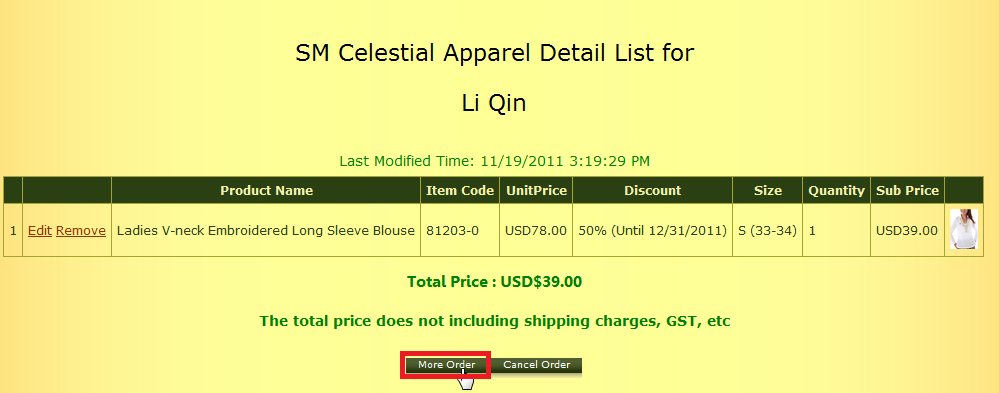 SM Celestial Apparel Detail List for
Li Qin
Last Modified Time: 11/19/2011 3:19:29 PM
Product Name Item Code UnitPrice Discount Size Quantity Sub Price
1 Edit Remove Ladies V-neck Embroidered Long Sleeve Blouse 81203-0 USD78.00 50% (Until 12/31/2011) S (33-34) 1 USD39.00
Total Price : USD$39.00
The total price does not including shipping charges, GST, etc
More Order Cancel Order